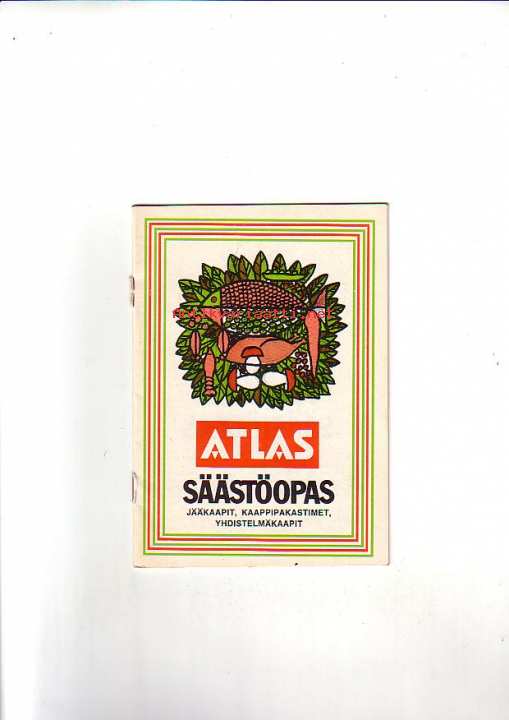 ATLAS
SÄÄSTÖOPAS
JÄÄKAAPIT, KAAPPIPAKASTIMET,
YHDISTELMÄKAAPIT